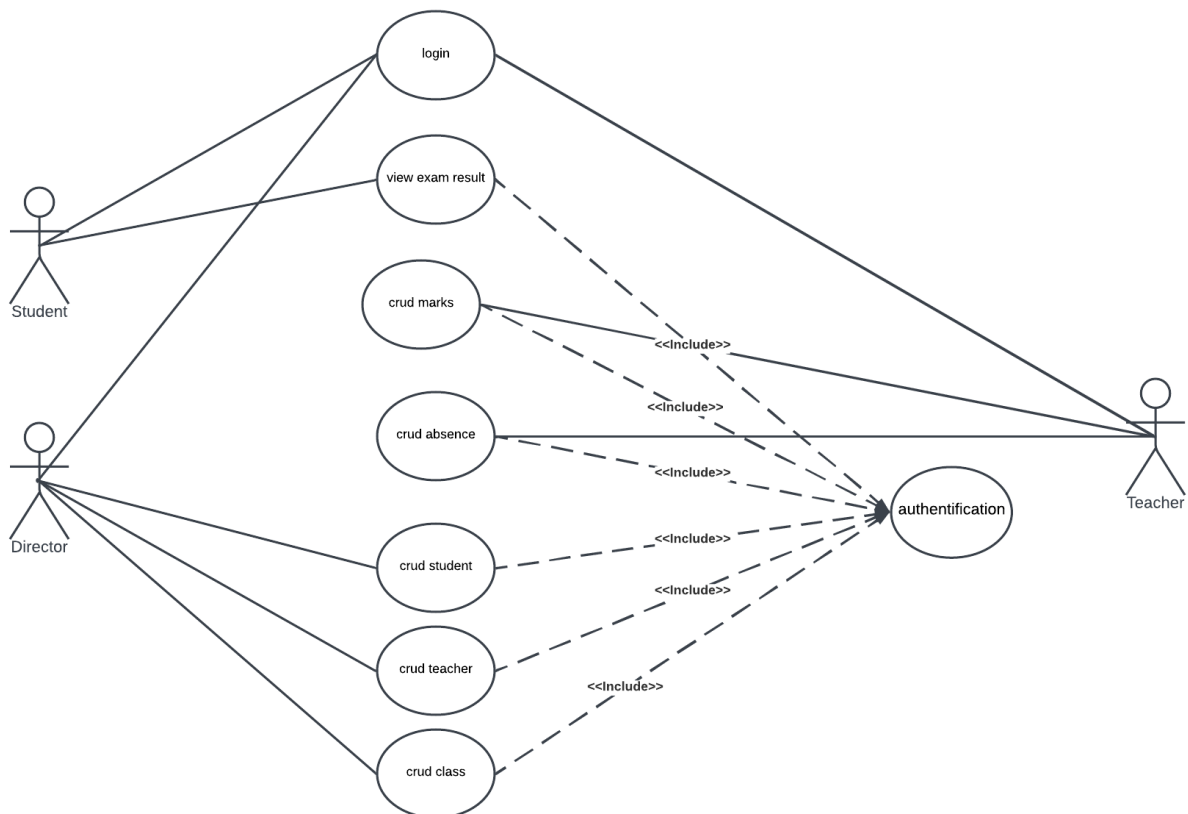 login
view exam result
Student
crud marks
<<Include>>
<<Include>>
crud absence
<<Include>>
Teacher
authentification
Director
<<Include>>
crud student
<<Include>>
crud teacher
<<Include>>
crud class